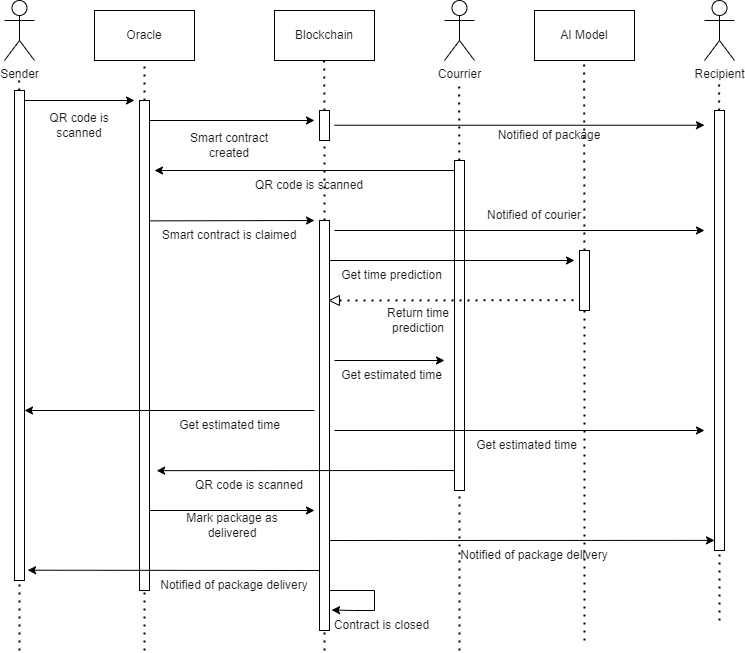 Oracle
Blockchain
AI Model
Sender
Courrier
Recipient
QR code is
scanned
Smart contract
created
Notified of package
QR code is scanned
Notified of courier
Smart contract is claimed
Get time prediction
Return time
prediction
Get estimated time
Get estimated time
Get estimated time
QR code is scanned
Mark package as
delivered
Notified of package delivery
Notified of package delivery
Contract is closed